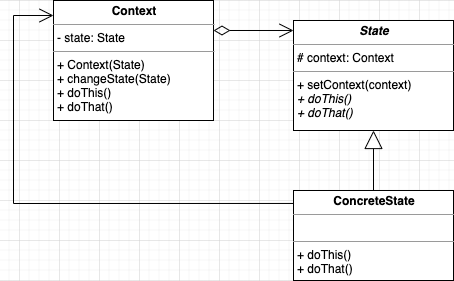 Context
- state: State
+ Context(State)
+ changeState(State)
+ doThis()
+ doThat()
State
# context: Context
+ setContext(context)
+ doThis()
+ doThat()
ConcreteState
+ doThis()
+ doThat()